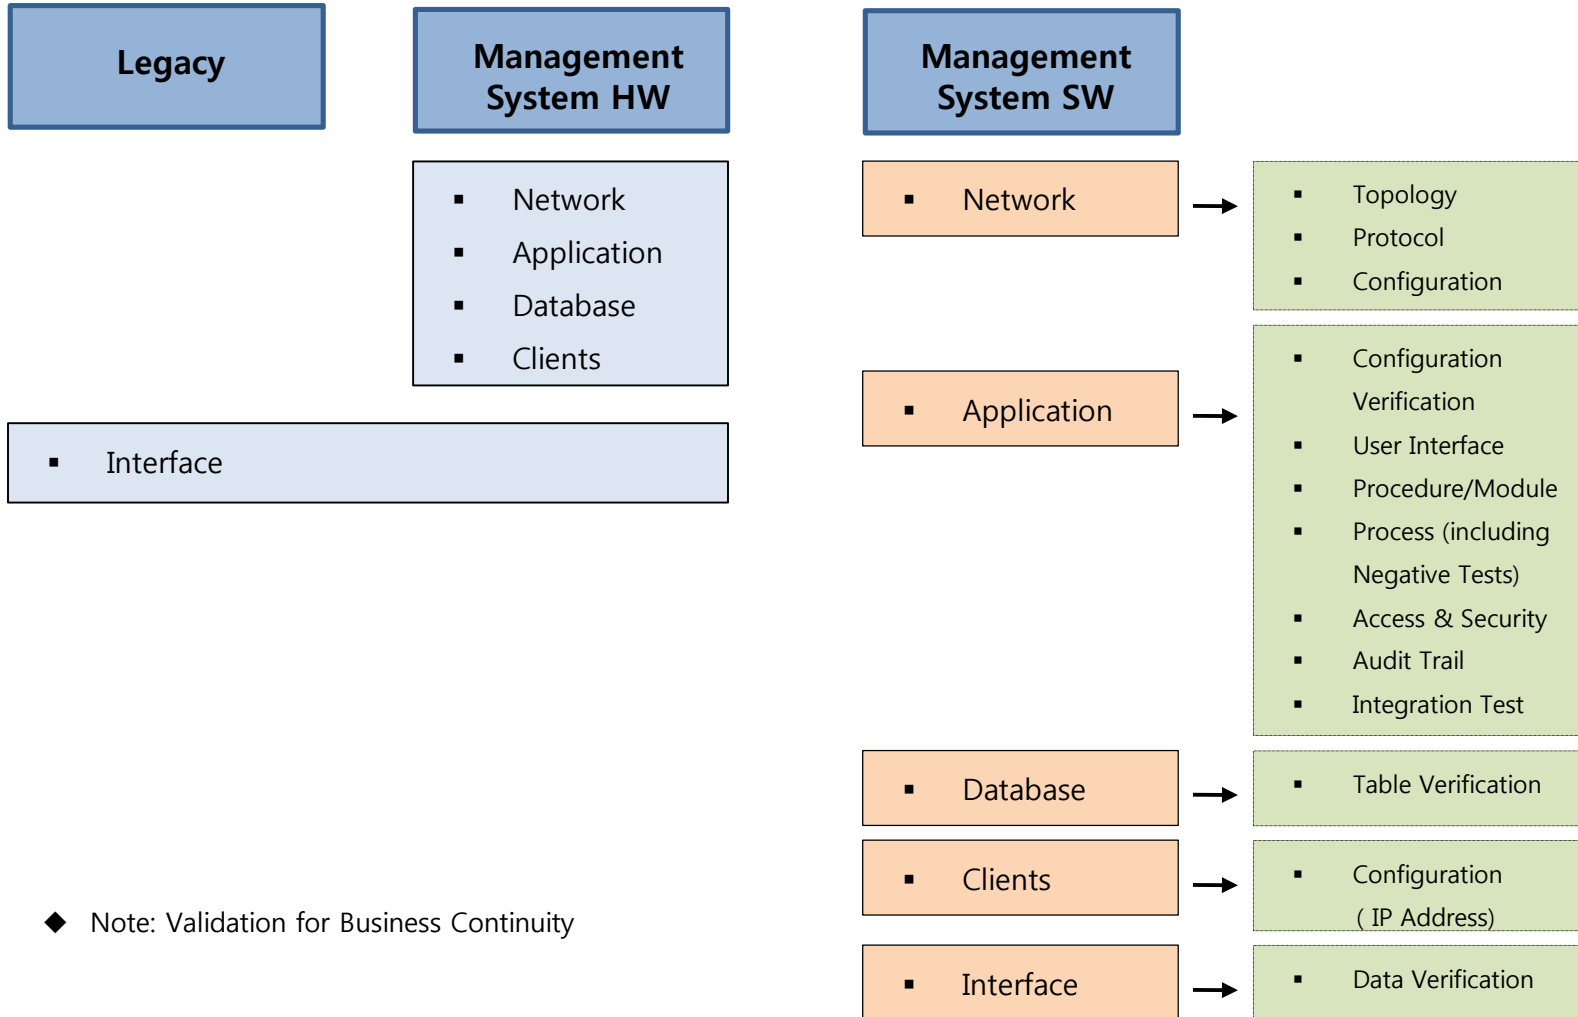 Legacy
Management
System HW
Management
System SW
▪ Network
▪ Application
▪ Database
▪ Clients
▪ Interface
▪ Network
▪ Topology
▪ Protocol
▪ Configuration
▪ Application
▪ Configuration
Verification
▪ User Interface
▪ Procedure/Module
▪ Process (including
Negative Tests)
▪ Access & Security
▪ Audit Trail
▪ Integration Test
▪ Database
▪ Table Verification
▪ Clients
▪ Configuration
( IP Address)
▪ Interface
▪ Data Verification
◆ Note: Validation for Business Continuity